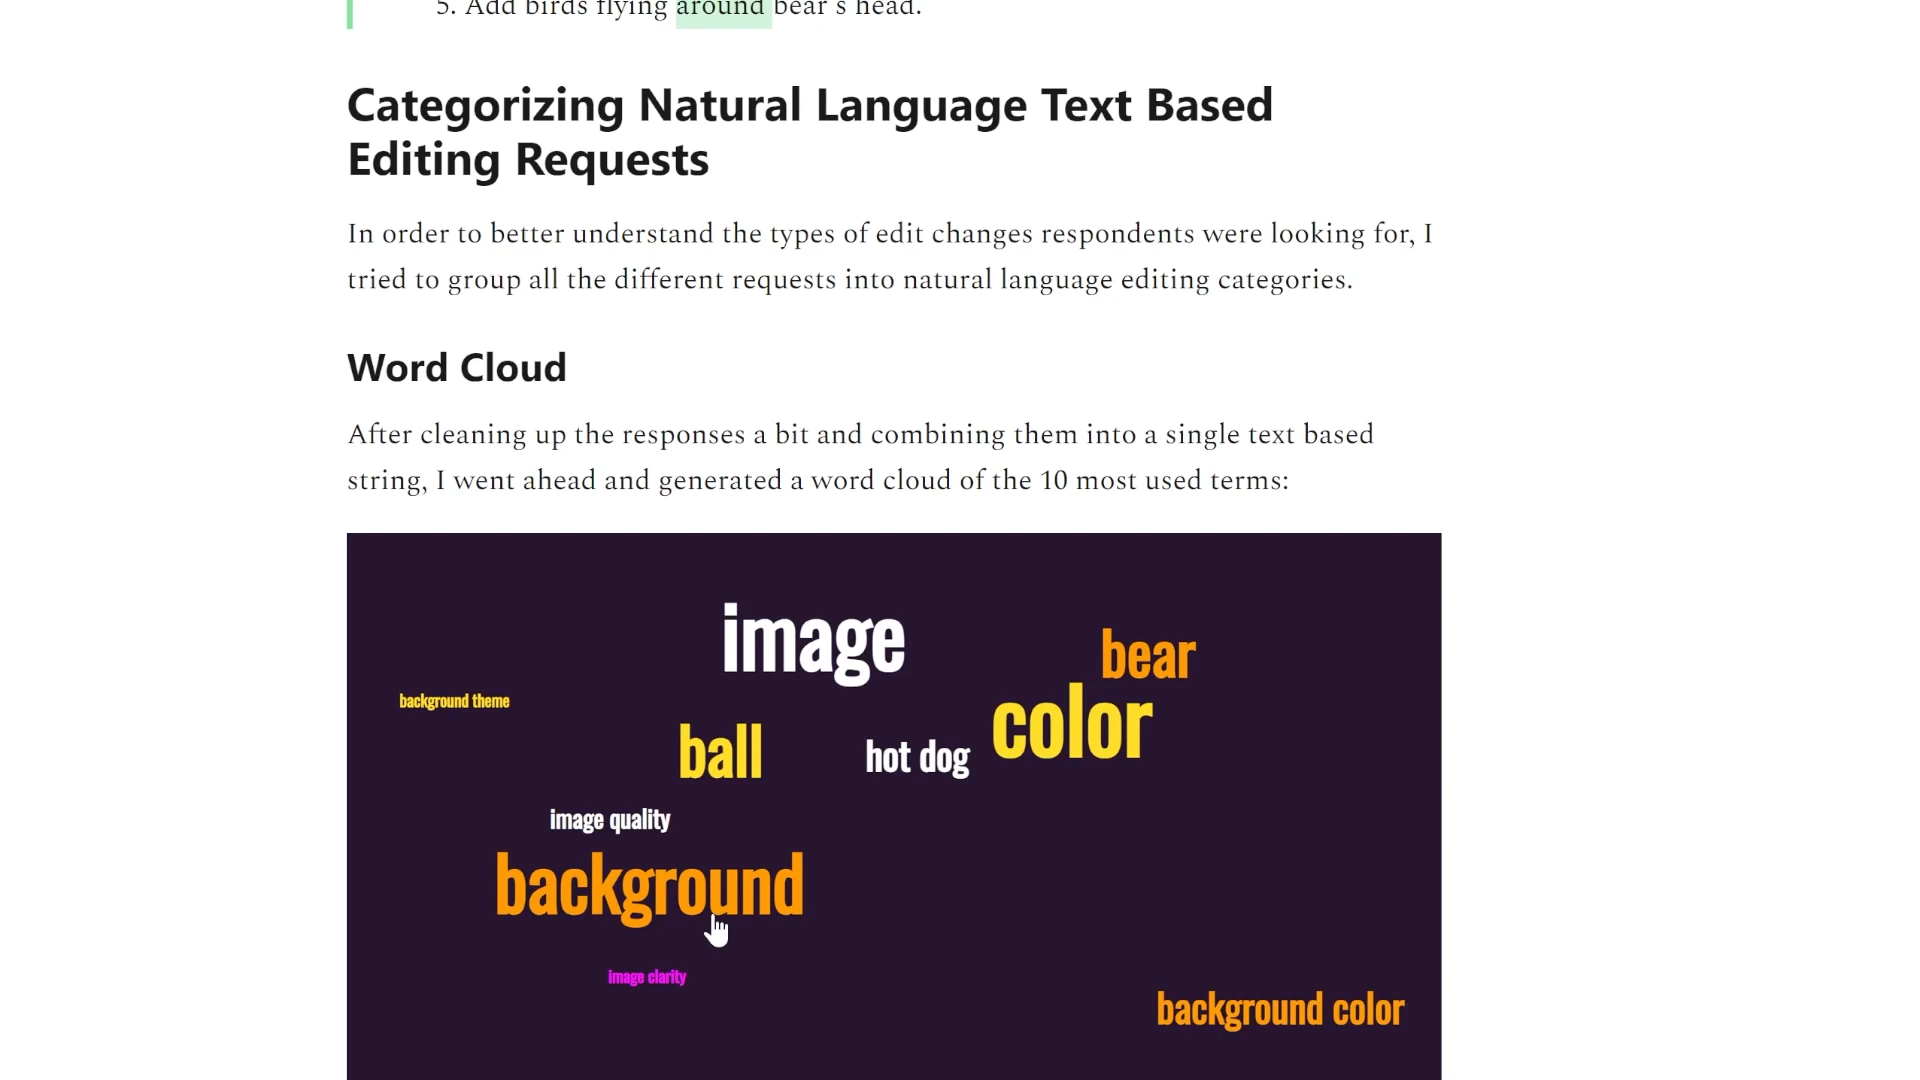 5. Add birds flying around bear's head.
Categorizing Natural Language Text Based
Editing Requests
In order to better understand the types of edit changes respondents were looking for, I
tried to group all the different requests into natural language editing categories.
Word Cloud
After cleaning up the responses a bit and combining them into a single text based
string, I went ahead and generated a word cloud of the 10 most used terms:
image
bear
background theme
color
ball
hot dog
image quality
background
image clarity
background color